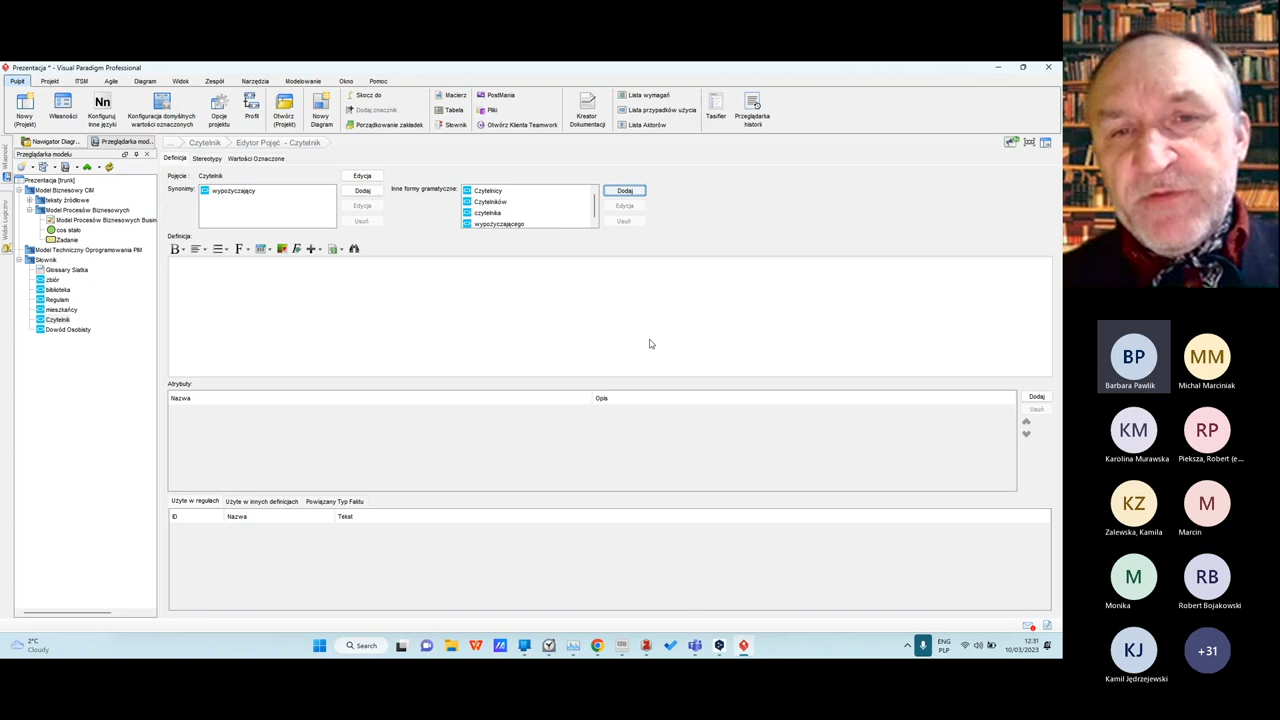 Prezentacja * - Visual Paradigm Professional
Pulpit Projekt ITSM Agile Diagram Widok Zespół Narzędzia Modelowanie Okno Pomoc
Nowy (Projekt)
Własności
Nn
Konfiguruj Inne języki
Konfiguracja domyślnych wartości oznaczonych
Opcje projektu
Profil
Otwórz (Projekt)
Nowy Diagram
Skocz do
Dodaj znacznik
Porządkowanie zakładek
Macierz
Tabela
Słownik
PostMania
Pliki
Otwórz Klienta Teamwork
Kreator Dokumentacji
Lista wymagań
Lista przypadków użycia
Lista Aktorów
Tasifier
Przeglądarka historii
Nawigator Diagr...
Przeglądarka mod...
... Czytelnik Edytor Pojęć - Czytelnik
Własność
Widok Logiczny
Przeglądarka modelu
Prezentacja [trunk]
Model Biznesowy CIM
teksty źródłowe
Model Procesów Biznesowych
Model Procesów Biznesowych Busin
coś stało
Zadanie
Model Techniczny Oprogramowania PIM
Słownik
Glossary Siatka
zbiór
biblioteka
Regulam
mieszkańcy
Czytelnik
Dowód Osobisty
Definicja Stereotypy Wartości Oznaczone
Pojęcie: Czytelnik Edycja
Synonimy: wypożyczający
Dodaj
Edycja
Usuń
Inne formy gramatyczne: Czytelnicy
Czytelników
czytelnika
wypożyczającego
Dodaj
Edycja
Usuń
Definicja:
B F
Atrybuty:
Nazwa Opis
Dodaj
Usuń
Użyte w regułach Użyte w innych definicjach Powiązany Typ Faktu
ID Nazwa Tekst
2°C
Cloudy
Search
ENG
PLP
12:31
10/03/2023
BP
Barbara Pawlik
MM
Michał Marciniak
KM
Karolina Murawska
RP
Pieksza, Robert (e...
KZ
Zalewska, Kamila
M
Marcin
M
Monika
RB
Robert Bojakowski
KJ
Kamil Jędrzejewski
+31